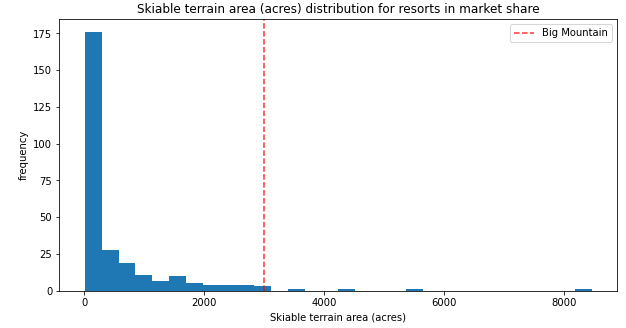 Skiable terrain area (acres) distribution for resorts in market share
Big Mountain
175
150
125
100
75
50
25
0
frequency
0 2000 4000 6000 8000
Skiable terrain area (acres)